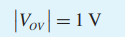 |V_OV| = 1 V